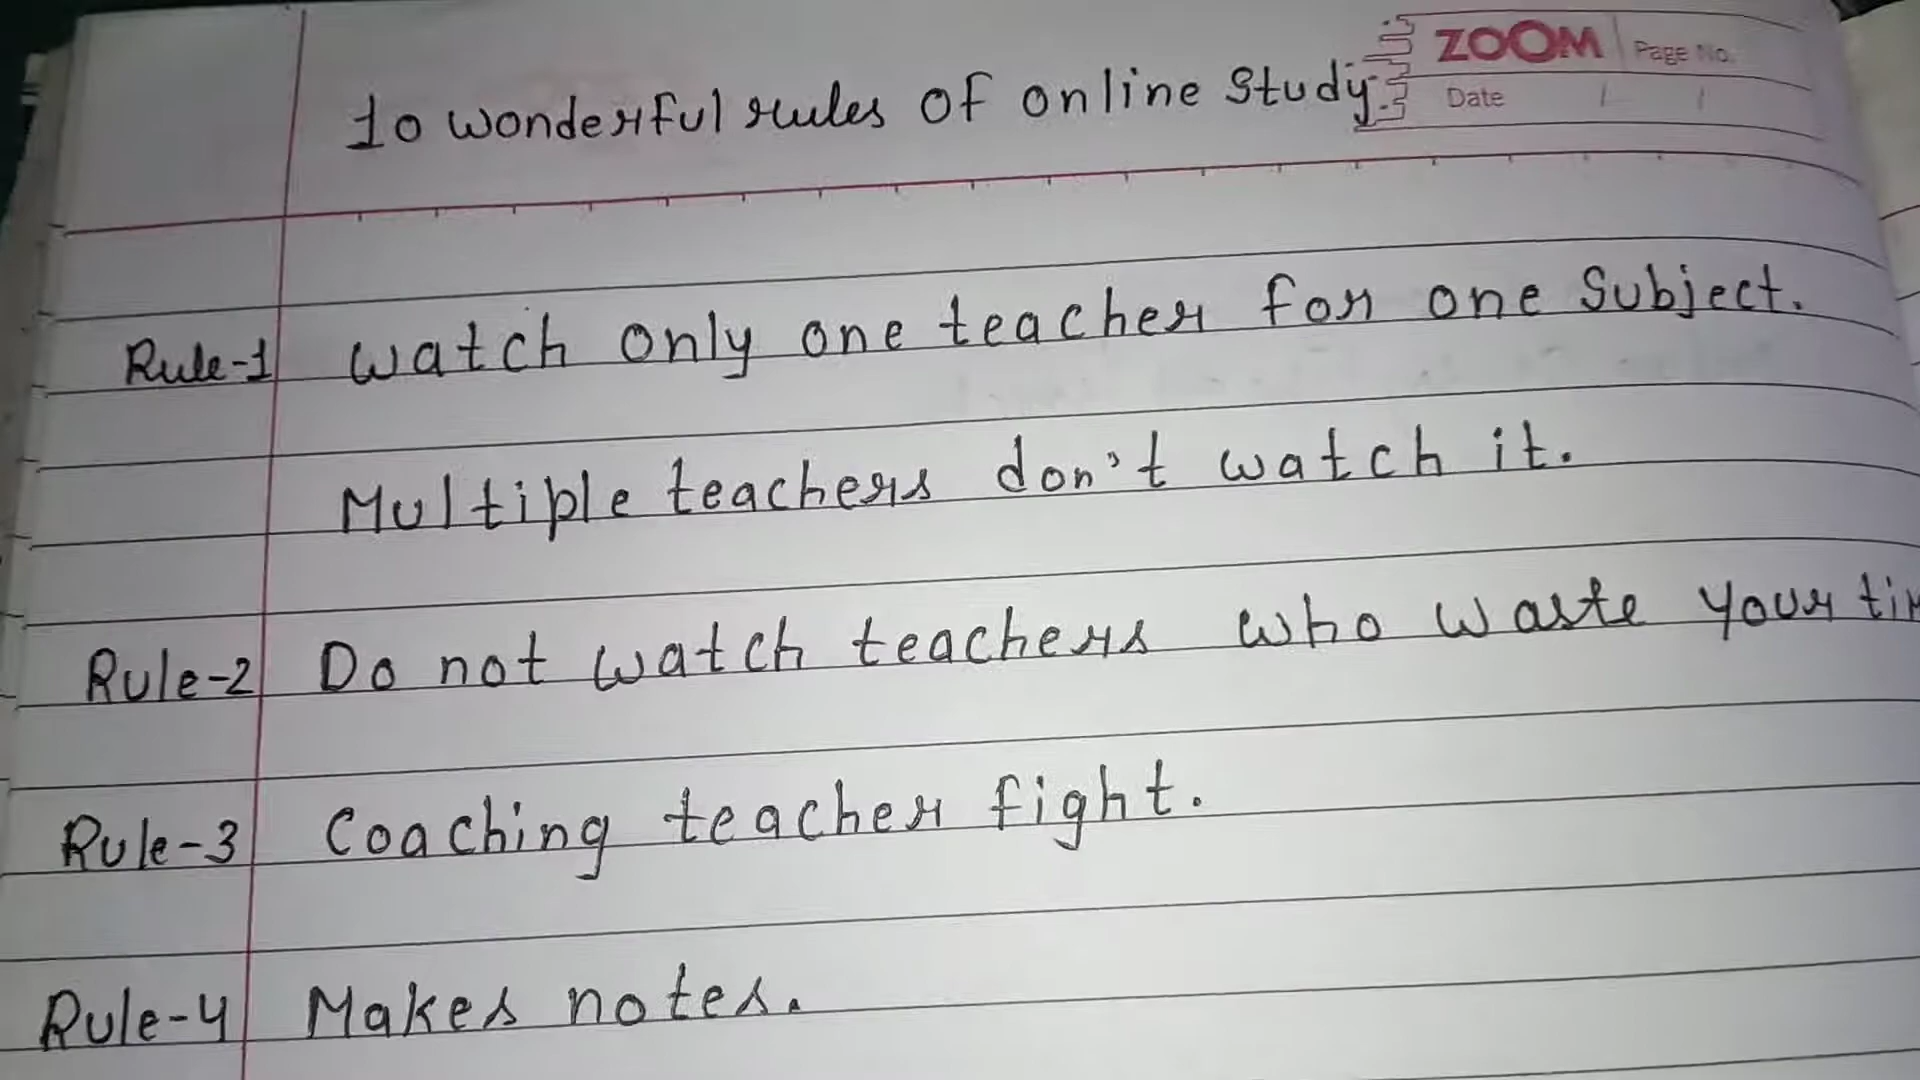 ZOOM
Page No.
Date / /
10 wonderful rules of online Study.
Rule-1 Watch only one teacher for one Subject.
Multiple teachers don't watch it.
Rule-2 Do not watch teachers who waste your
Rule-3 Coaching teacher fight.
Rule-4 Makes notes.